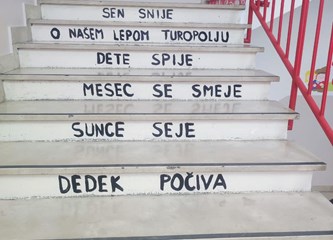 SEN SNIJE
O NAŠEM LEPOM TUROPOLJU
DETE SPIJE
MESEC SE SMEJE
SUNCE SEJE
DEDEK POČIVA